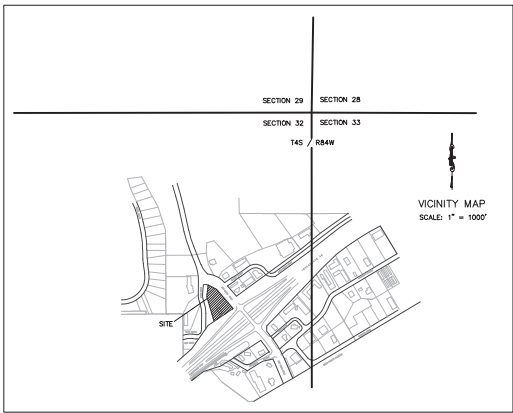 SECTION 29 SECTION 28
SECTION 32 SECTION 33
T4S / R84W
VICINITY MAP
SCALE: 1" = 1000'
SITE